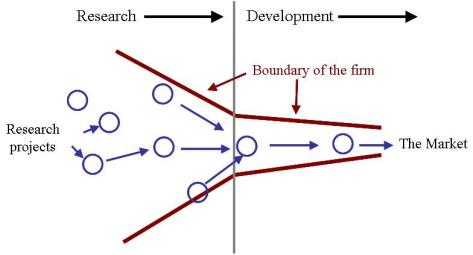 Research
Development
Boundary of the firm
Research
projects
The Market